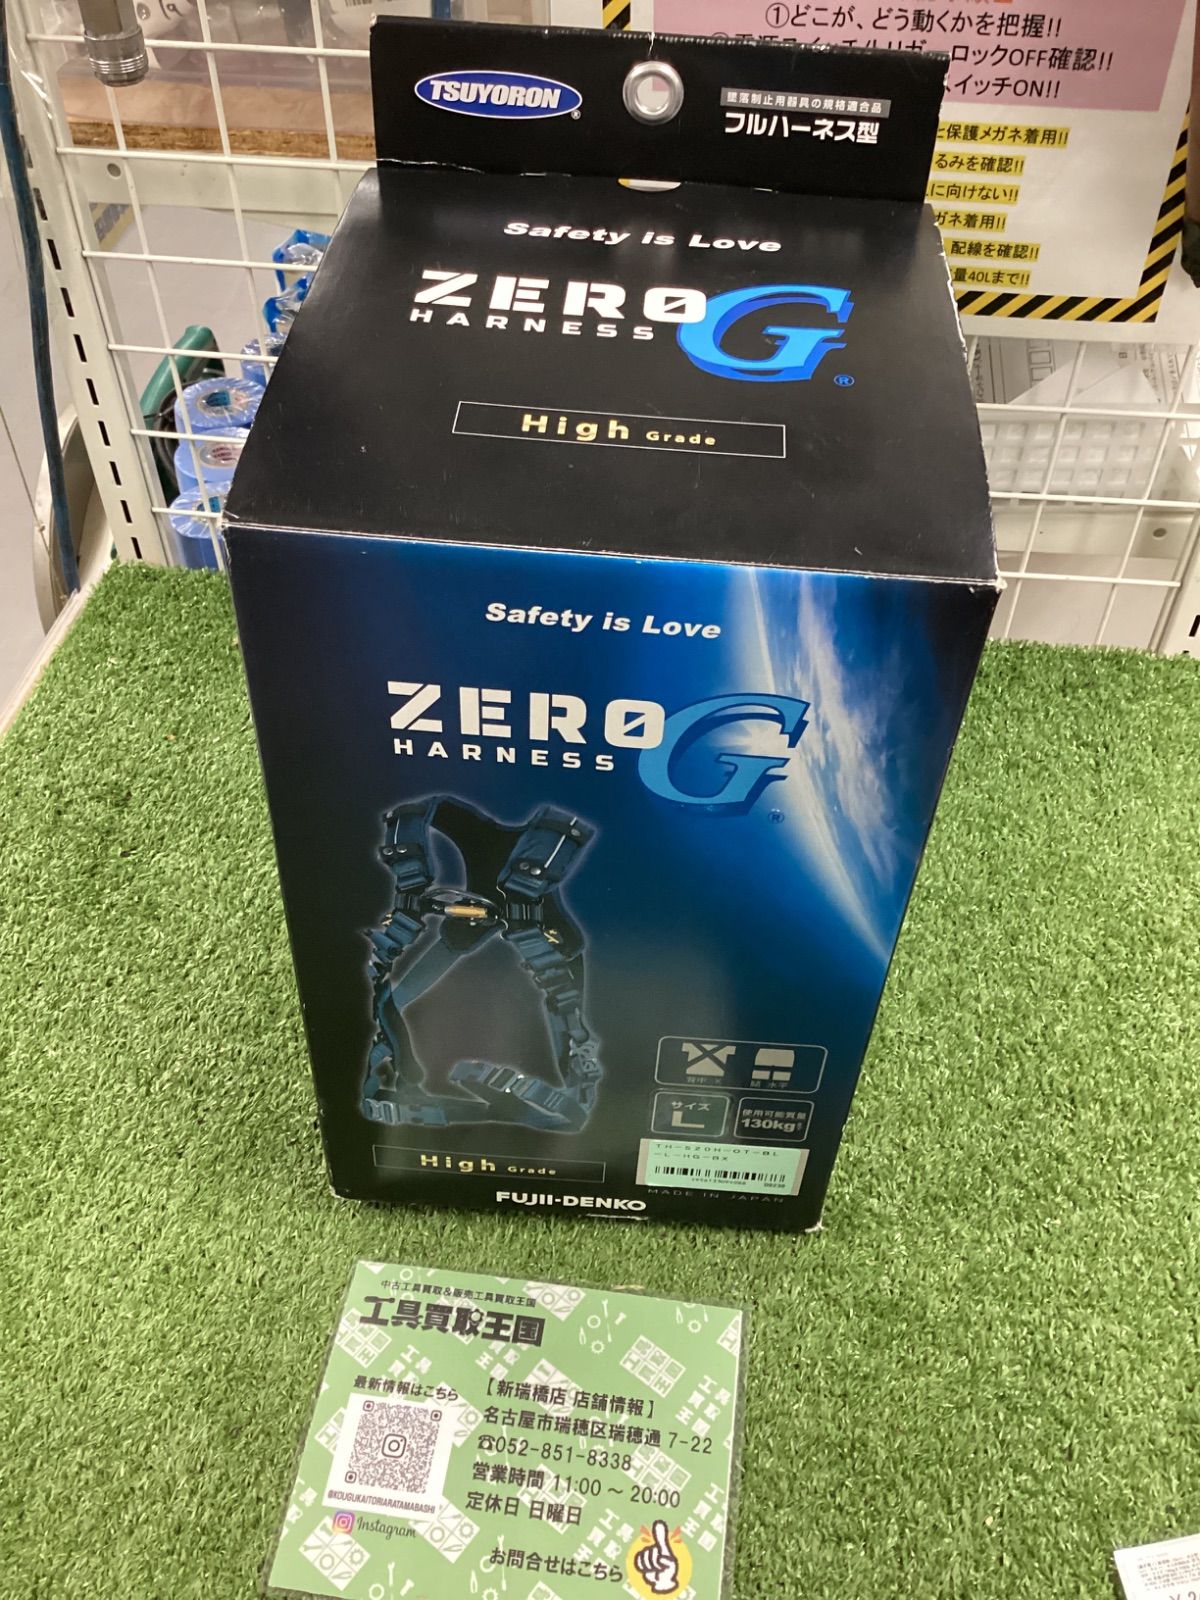 ①どこが、どう動くかを把握!!
ロックOFF確認!!
スイッチON!!
保護メガネ着用!!
るみを確認!!
に向けない!!
ガネ着用!!
配線を確認!!
量40Lまで!!
TSUYORON
®
墜落制止用器具の規格適合品
フルハーネス型
Safety is Love
ZERO G
HARNESS
®
High Grade
Safety is Love
ZERO G
HARNESS
®
背中 X
腿 水平
サイズ
L
使用可能質量
130kg
High Grade
TH-520H-OT-BL
-L-HG-BX
FUJII-DENKO
MADE IN JAPAN
中古工具買取&販売工具買取王国
工具買取王国
最新情報はこちら
【新瑞橋店 店舗情報】
名古屋市瑞穂区瑞穂通 7-22
☎052-851-8338
営業時間 11:00 ~ 20:00
定休日 日曜日
@KOUGUKAITORIARATAMABASHI
Instagram
お問合せはこちら